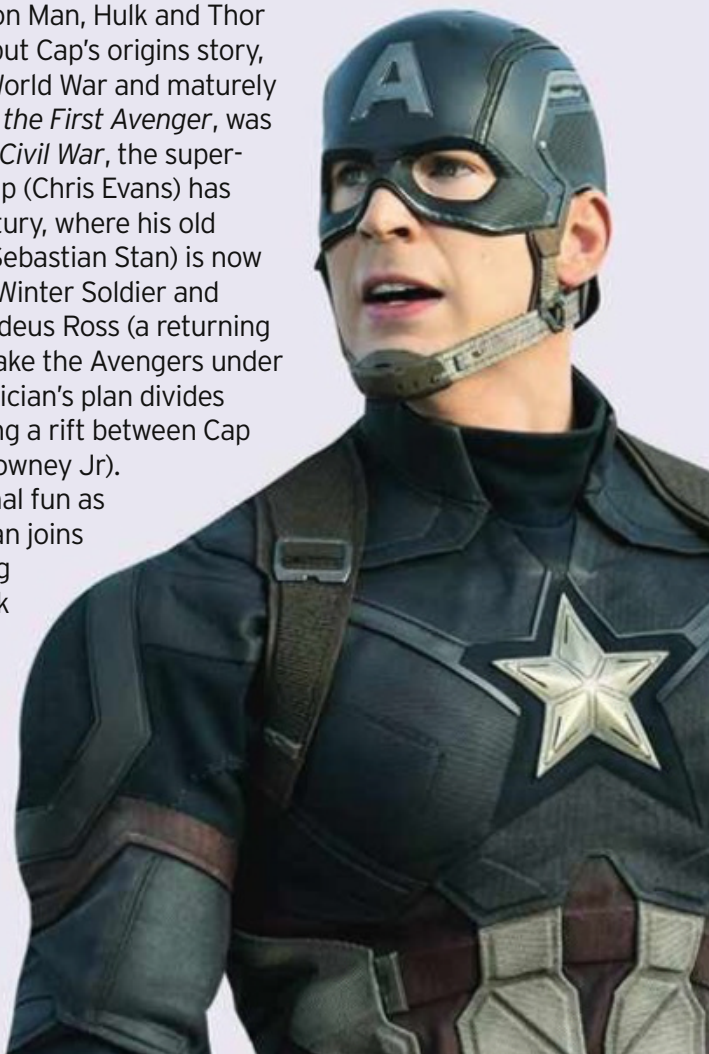 on Man, Hulk and Thor
out Cap's origins story,
World War and maturely
the First Avenger, was
Civil War, the super-
p (Chris Evans) has
tury, where his old
Sebastian Stan) is now
Winter Soldier and
deus Ross (a returning
ake the Avengers under
ician's plan divides
ng a rift between Cap
owney Jr).
nal fun as
an joins
g
k
A